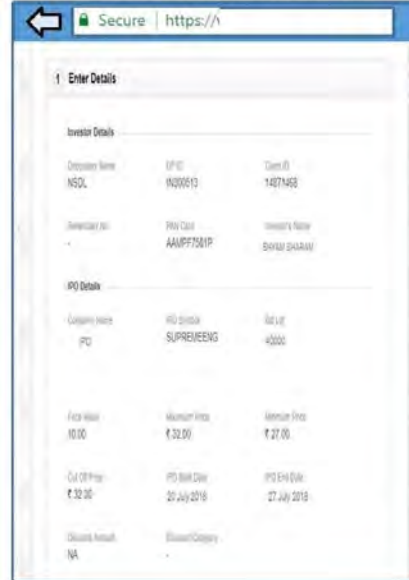 Secure | https://
1 Enter Details
Investor Details
Depository Name DP ID Client ID
NSDL IN300513 14871468
Beneficiary No PAN Card Investor's Name
- AAMPF7561P
IPO Details
Company Name IPO Symbol Bid Lot
IPO SUPREMEENG 40000
Face Value Maximum Price Minimum Price
10.00 ₹ 32.00 ₹ 27.00
Cut Off Price IPO Start Date IPO End Date
₹ 32.00 20 July 2018 27 July 2018
Discount Amount Discount Category
NA -